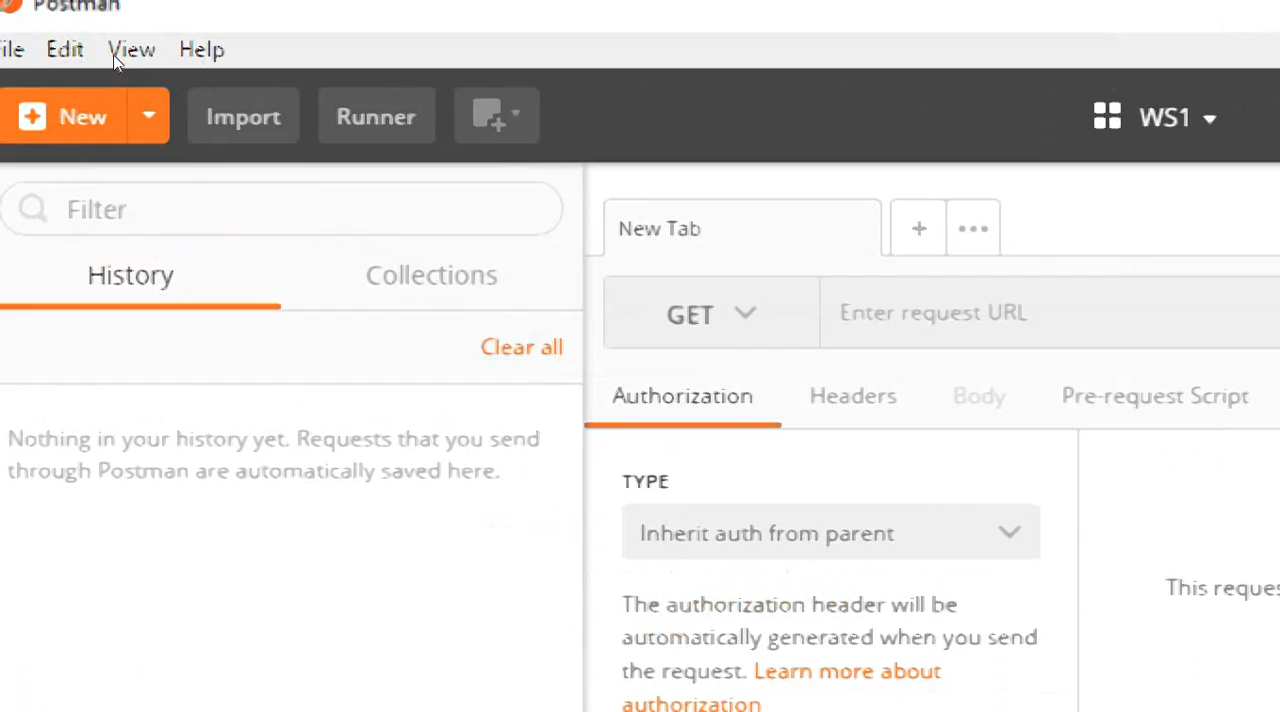 Postman
File Edit View Help
New Import Runner WS1
Filter
New Tab
History Collections
GET Enter request URL
Clear all
Authorization Headers Body Pre-request Script
Nothing in your history yet. Requests that you send
through Postman are automatically saved here.
TYPE
Inherit auth from parent
This reques
The authorization header will be
automatically generated when you send
the request. Learn more about
authorization